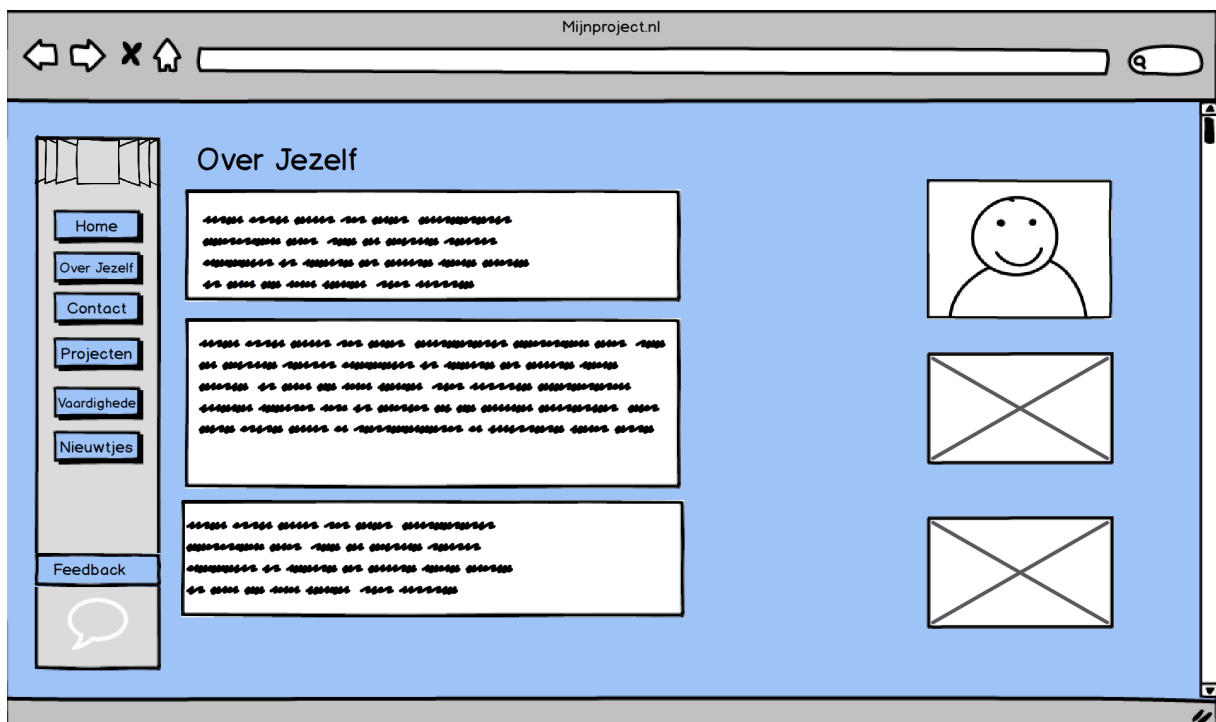 Mijnproject.nl
Over Jezelf
Home
Over Jezelf
Contact
Projecten
Vaardighede
Nieuwtjes
Feedback